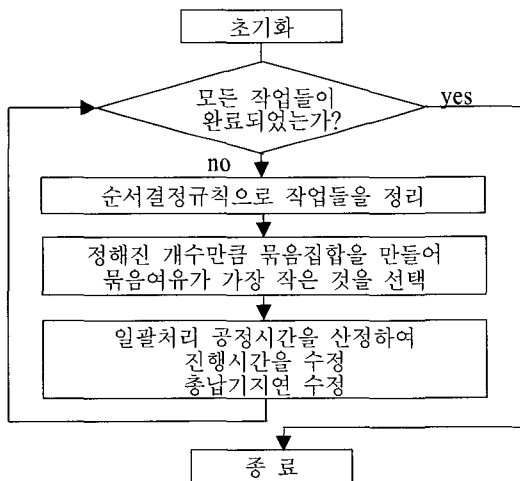 초기화
모든 작업들이
완료되었는가?
yes
no
순서결정규칙으로 작업들을 정리
정해진 개수만큼 묶음집합을 만들어
묶음여유가 가장 작은 것을 선택
일괄처리 공정시간을 산정하여
진행시간을 수정
총납기지연 수정
종 료